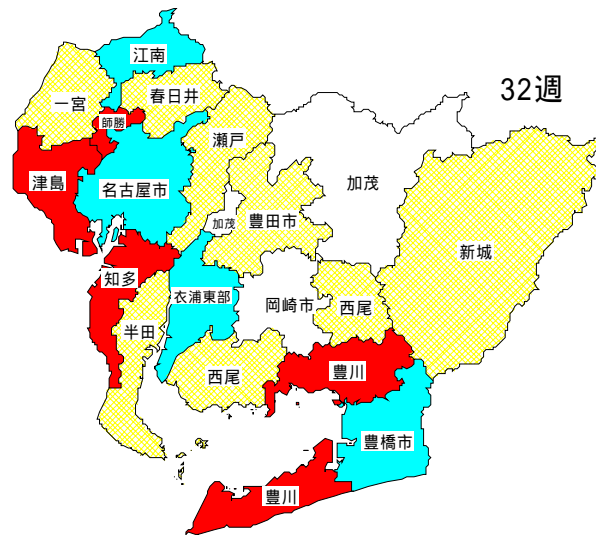 江南
32週
一宮
春日井
師勝
瀬戸
津島
名古屋市
加茂
加茂
豊田市
新城
知多
衣浦東部
岡崎市
西尾
半田
西尾
豊川
豊橋市
豊川